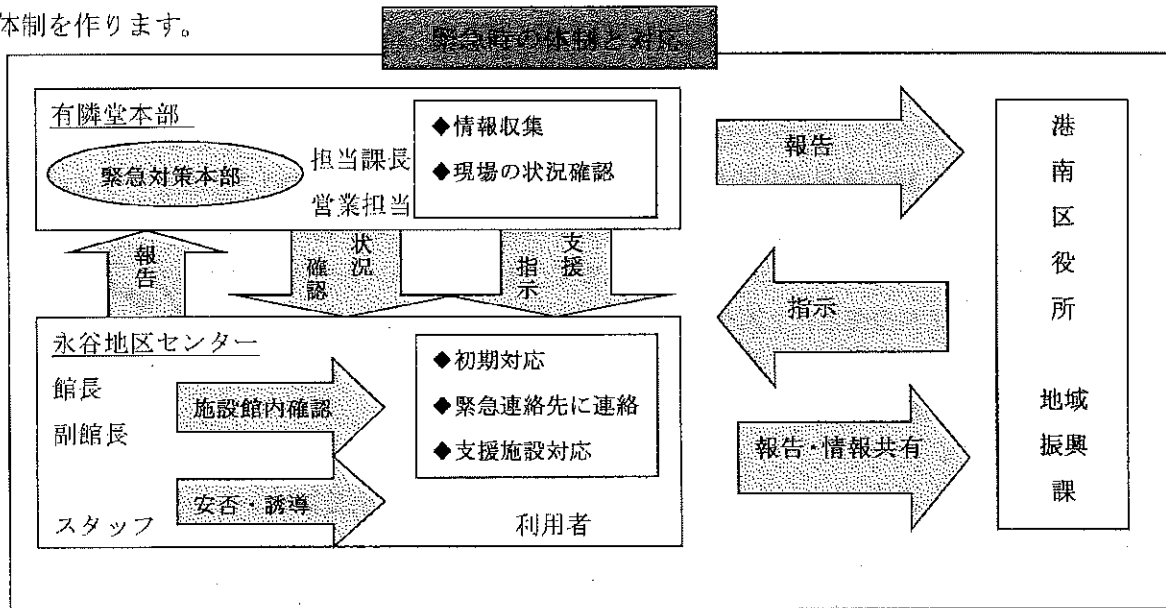 体制を作ります。
緊急時の体制と対応
有隣堂本部
緊急対策本部
担当課長
営業担当
◆情報収集
◆現場の状況確認
報告
報告
状況
確認
支援
指示
指示
永谷地区センター
館長
副館長
スタッフ
施設館内確認
安否・誘導
◆初期対応
◆緊急連絡先に連絡
◆支援施設対応
利用者
報告・情報共有
港
南
区
役
所
地域
振興
課